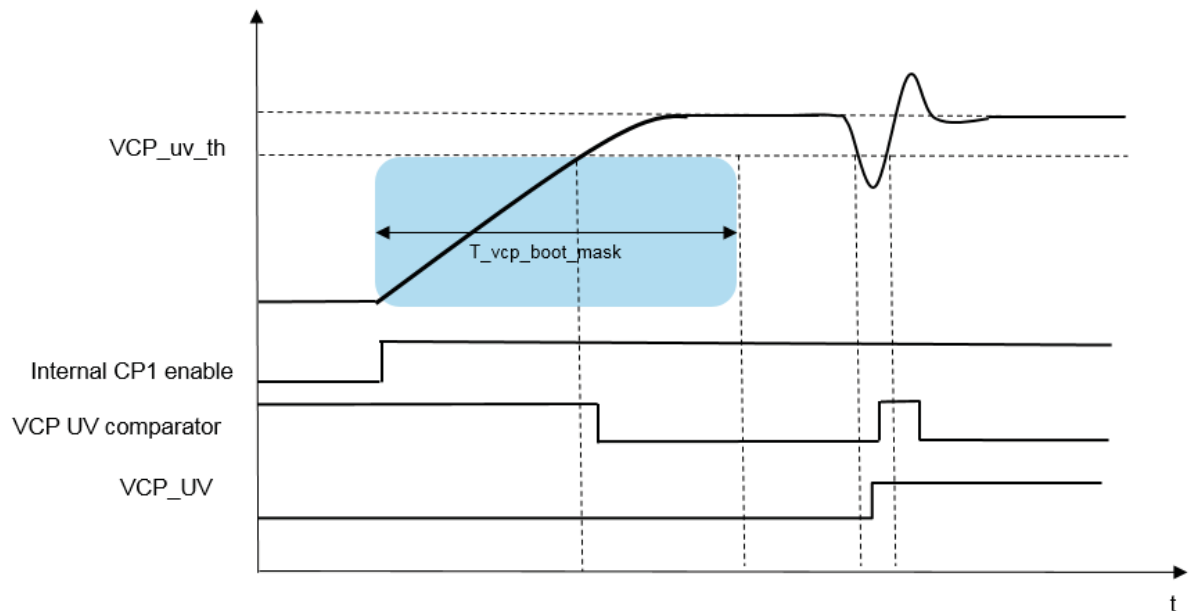 VCP_uv_th
T_vcp_boot_mask
Internal CP1 enable
VCP UV comparator
VCP_UV
t